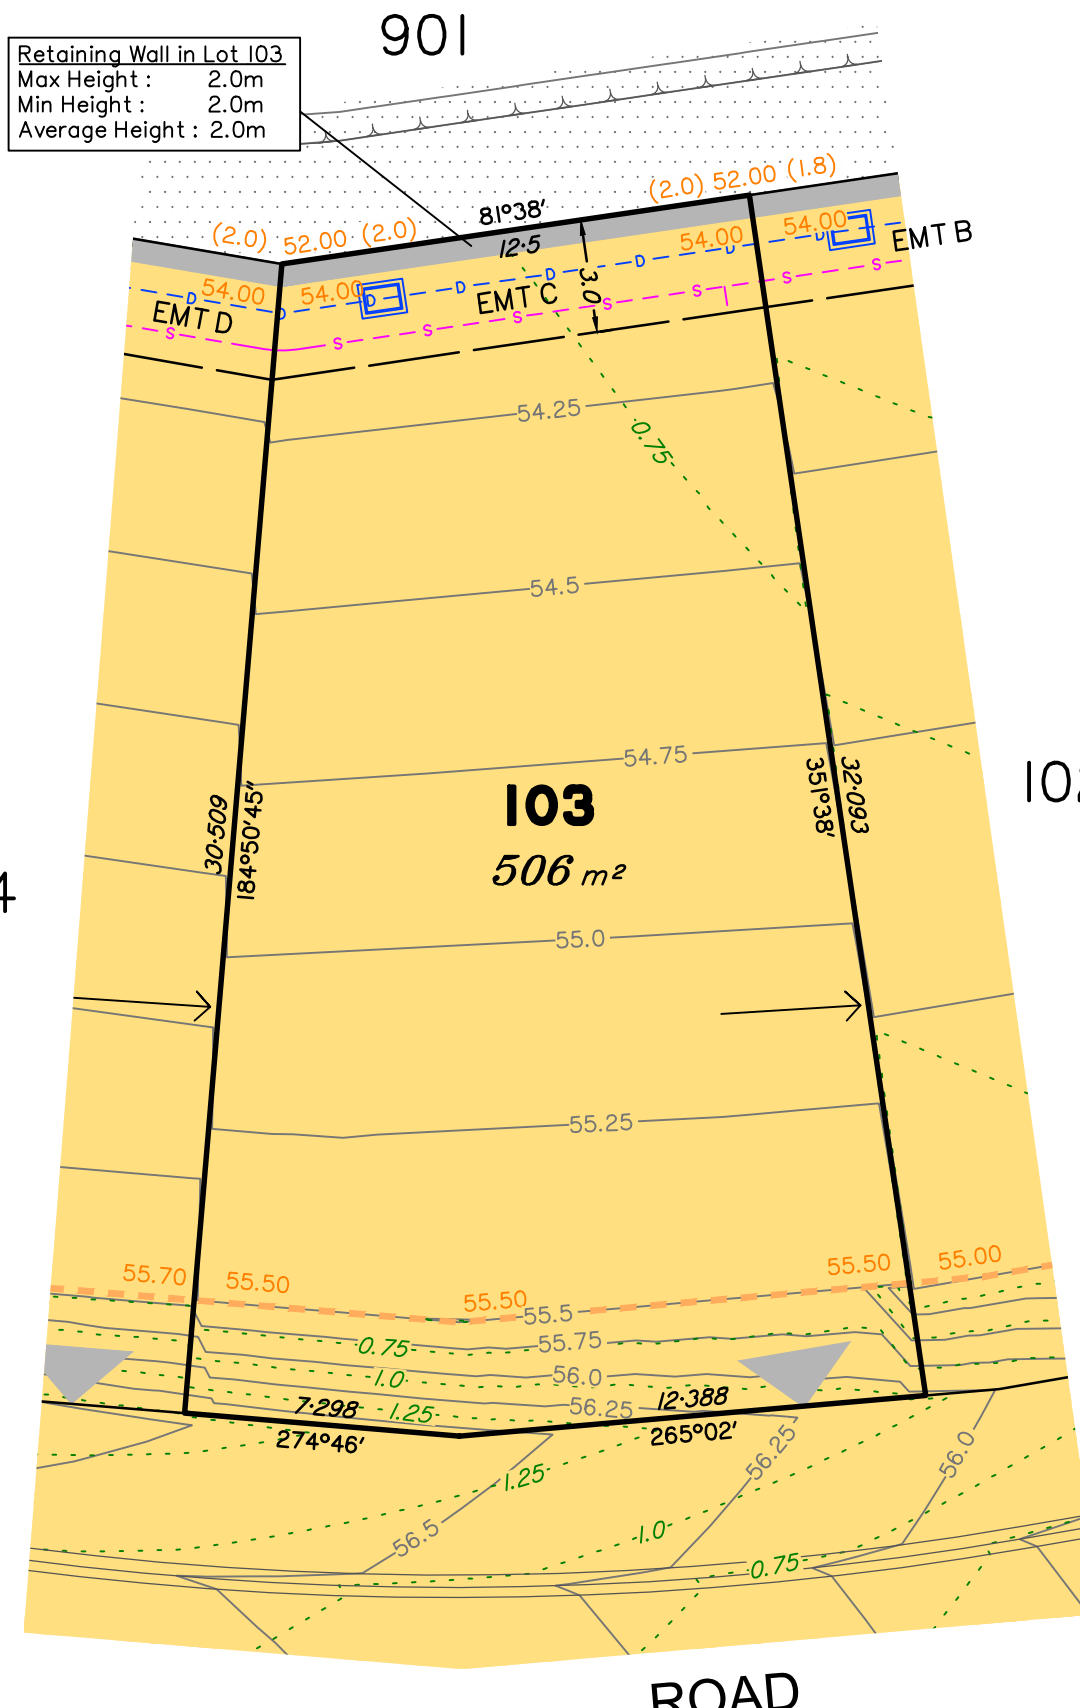 901
Retaining Wall in Lot 103
Max Height : 2.0m
Min Height : 2.0m
Average Height : 2.0m
(2.0) 52.00 (1.8)
81°38'
(2.0) 52.00 (2.0)
12·5
54.00
54.00
EMT B
3.0
54.00
54.00
EMT C
EMT D
D
D
D
D
D
D
D
D
S
S
S
S
S
S
S
S
54.25
0.75
54.5
54.75
103
506 m²
30·509
184°50'45"
351°38'
32·093
4
55.0
55.25
55.70
55.50
55.50
55.50
55.00
55.5
0.75
55.75
1.0
56.0
7·298
1.25
56.25
12·388
274°46'
265°02'
1.25
56.25
56.0
56.5
1.0
0.75
ROAD